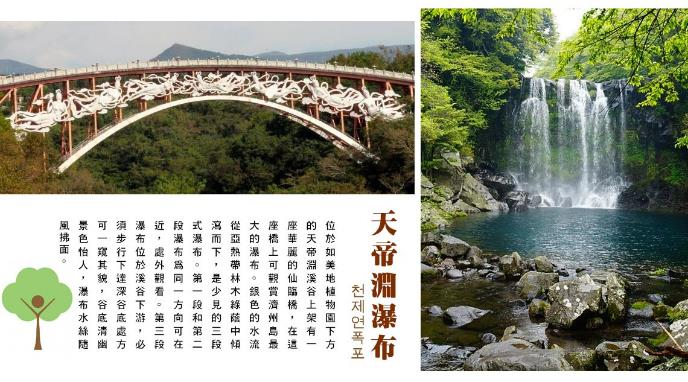 天帝淵瀑布
천제연폭포
位於如美地植物園下方
的天帝淵溪谷上架有一
座華麗的仙臨橋，在這
座橋上可觀賞濟州島最
大的瀑布。銀色的水流
從亞熱帶林木綠蔭中傾
瀉而下，是少見的三段
式瀑布。第一段和第二
段瀑布爲同一方向可在
近，處外觀看。第三段
瀑布位於溪谷下游，必
須步行下達深谷底處方
可一窺其貌，谷底清幽
景色怡人，瀑布水絲隨
風拂面。